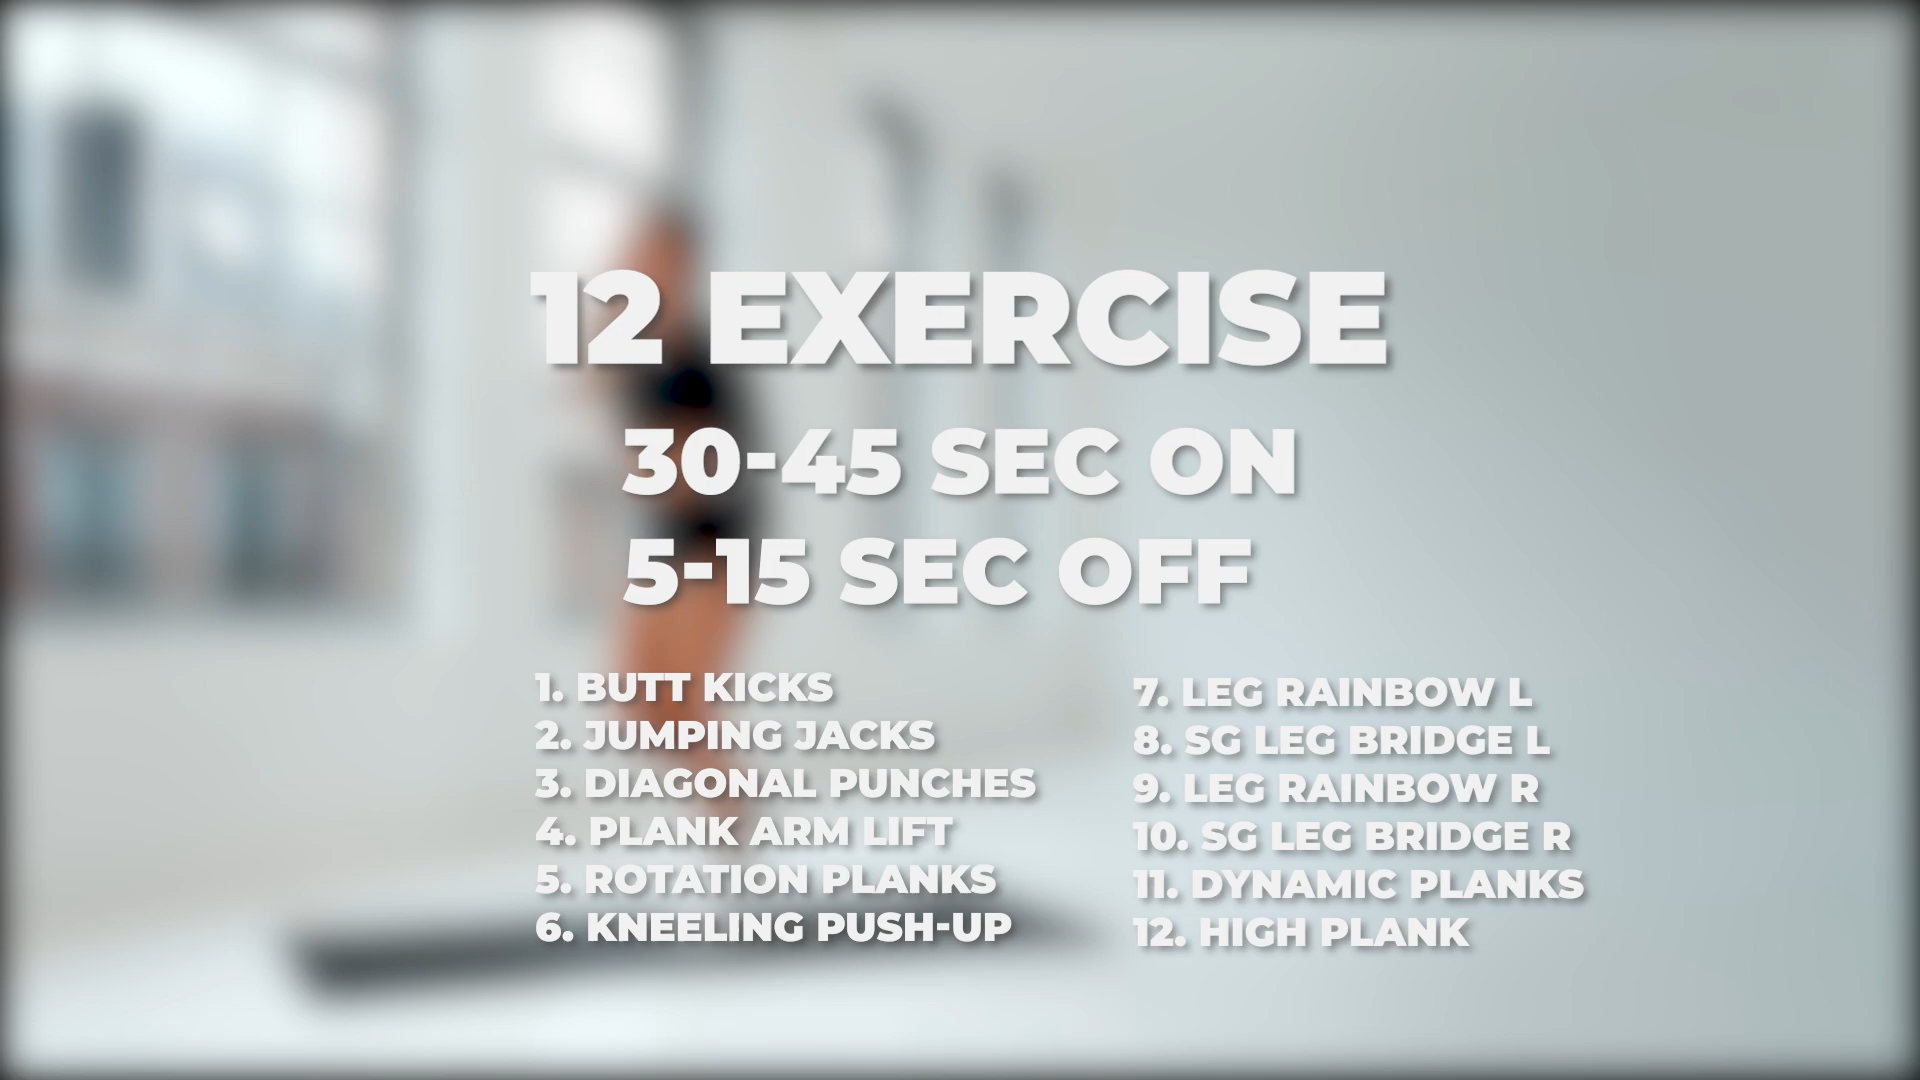 12 EXERCISE
30-45 SEC ON
5-15 SEC OFF
1. BUTT KICKS
2. JUMPING JACKS
3. DIAGONAL PUNCHES
4. PLANK ARM LIFT
5. ROTATION PLANKS
6. KNEELING PUSH-UP
7. LEG RAINBOW L
8. SG LEG BRIDGE L
9. LEG RAINBOW R
10. SG LEG BRIDGE R
11. DYNAMIC PLANKS
12. HIGH PLANK